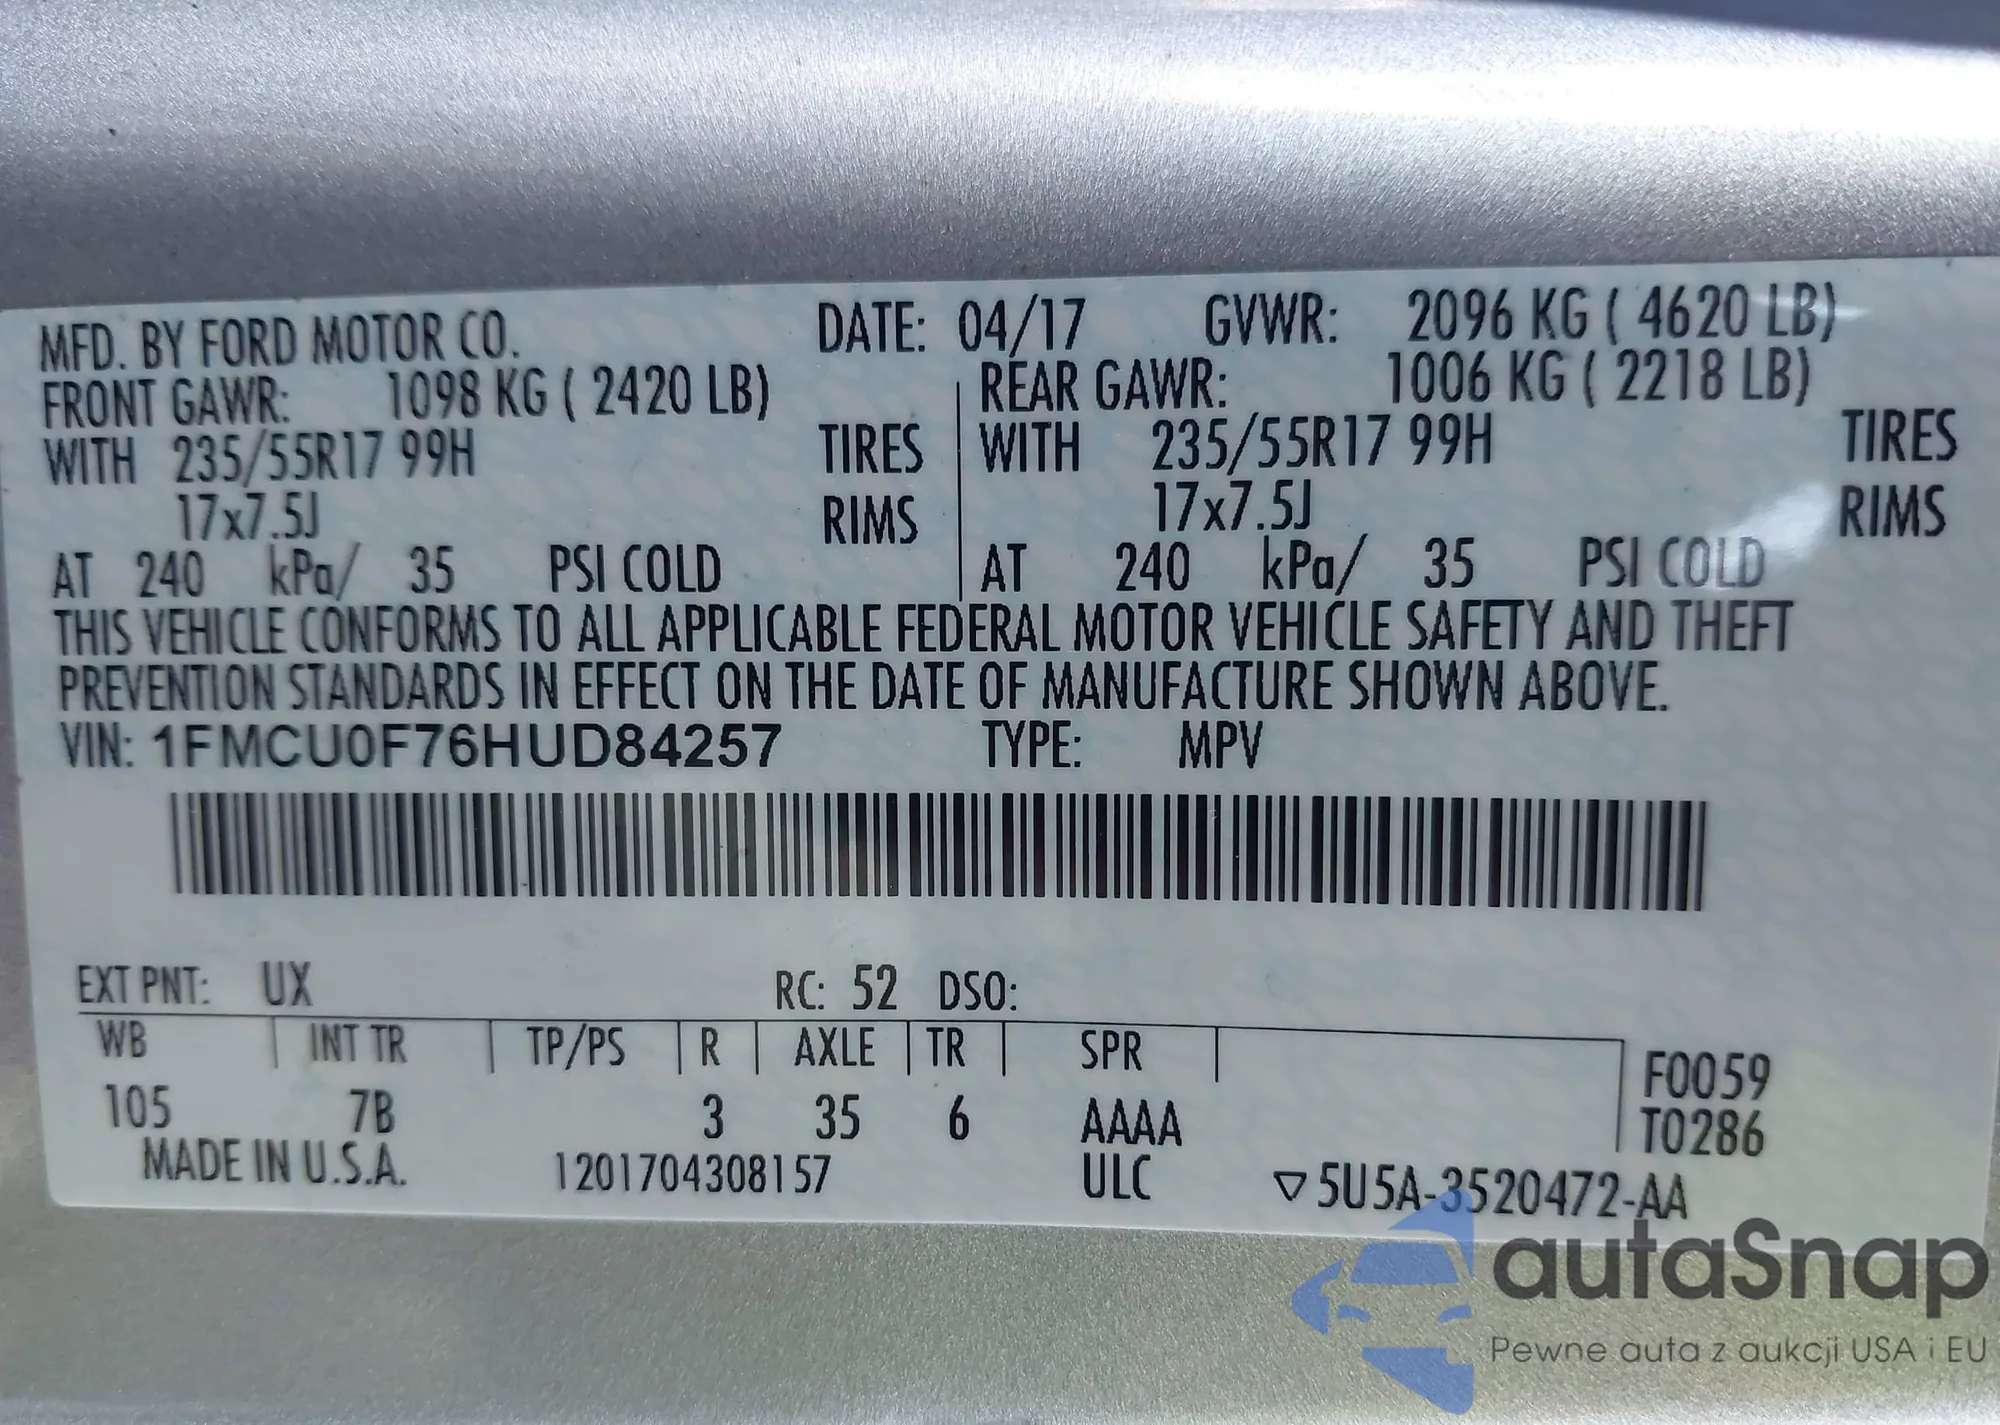 MFD. BY FORD MOTOR CO. DATE: 04/17 GVWR: 2096 KG ( 4620 LB)
FRONT GAWR: 1098 KG ( 2420 LB) REAR GAWR: 1006 KG ( 2218 LB)
WITH 235/55R17 99H TIRES WITH 235/55R17 99H TIRES
17x7.5J RIMS 17x7.5J RIMS
AT 240 kPa/ 35 PSI COLD AT 240 kPa/ 35 PSI COLD
THIS VEHICLE CONFORMS TO ALL APPLICABLE FEDERAL MOTOR VEHICLE SAFETY AND THEFT
PREVENTION STANDARDS IN EFFECT ON THE DATE OF MANUFACTURE SHOWN ABOVE.
VIN: 1FMCU0F76HUD84257 TYPE: MPV
EXT PNT: UX RC: 52 DSO:
WB INT TR TP/PS R AXLE TR SPR
F0059
105 7B 3 35 6 AAAA T0286
MADE IN U.S.A. 1201704308157 ULC ▽5U5A-3520472-AA
autaSnap
Pewne auta z aukcji USA i EU